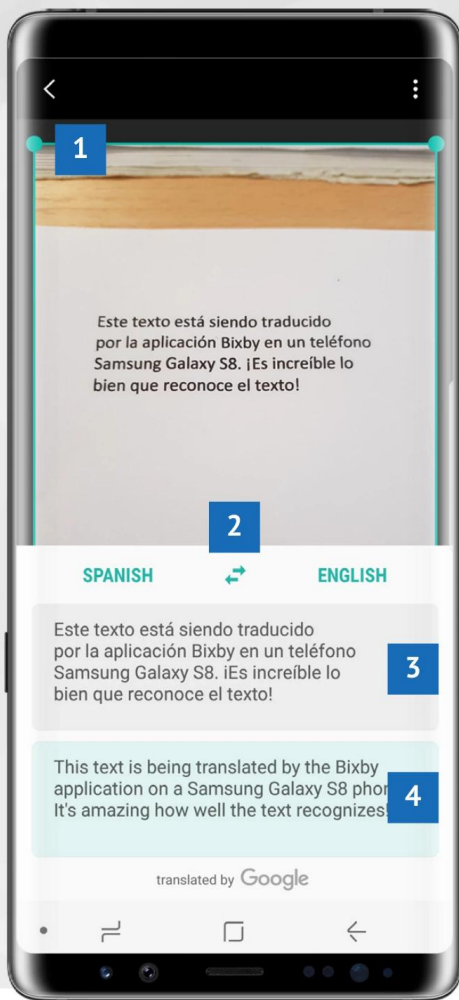 1
Este texto está siendo traducido
por la aplicación Bixby en un teléfono
Samsung Galaxy S8. ¡Es increíble lo
bien que reconoce el texto!
2
SPANISH ENGLISH
Este texto está siendo traducido
por la aplicación Bixby en un teléfono
Samsung Galaxy S8. iEs increíble lo
bien que reconoce el texto!
3
This text is being translated by the Bixby
application on a Samsung Galaxy S8
It's amazing how well the text recognizes!
4
translated by Google